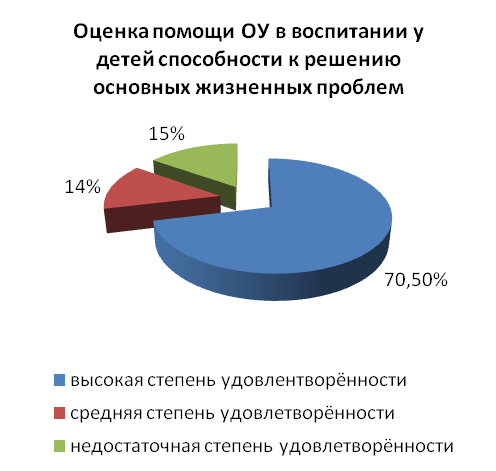 Оценка помощи ОУ в воспитании у
детей способности к решению
основных жизненных проблем
15%
14%
70,50%
высокая степень удовлентворённости
средняя степень удовлетворённости
недостаточная степень удовлетворённости